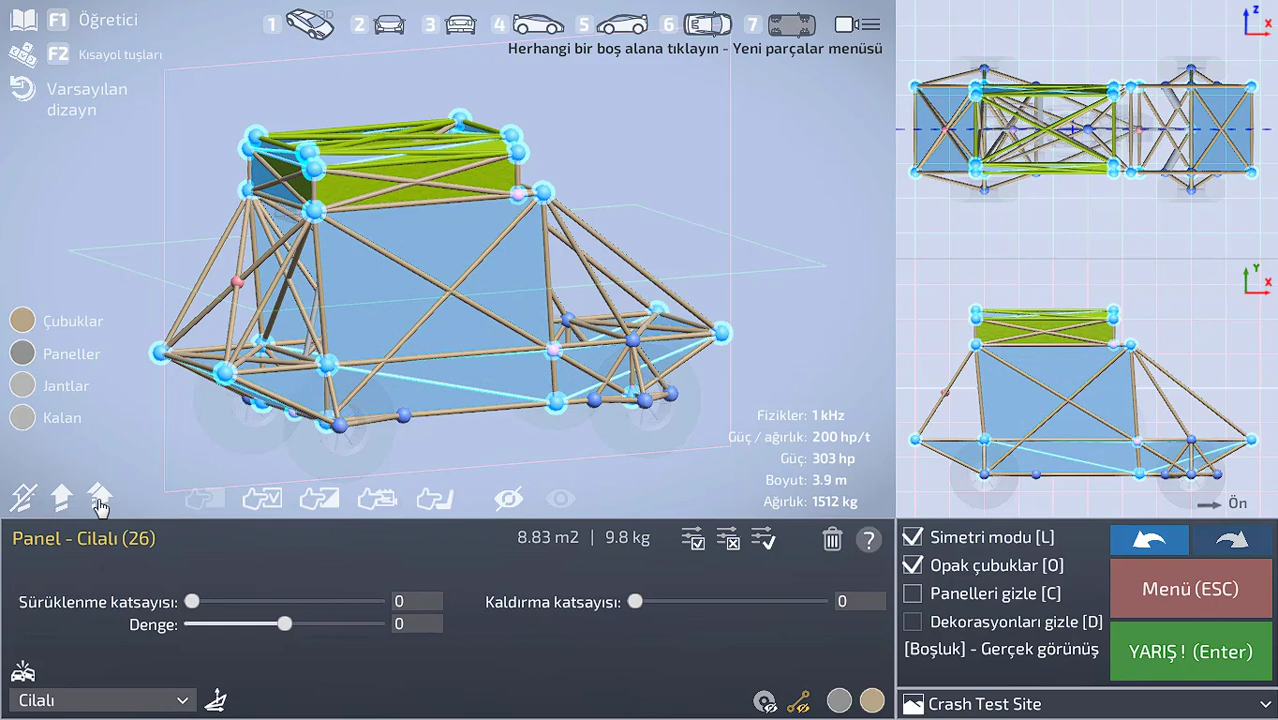 F1 Öğretici
F2 Kısayol tuşları
Varsayılan
dizayn
1 3D 2 3 4 5 6 7
Herhangi bir boş alana tıklayın - Yeni parçalar menüsü
Z
X
Y
X
Çubuklar
Paneller
Jantlar
Kalan
Fizikler: 1 kHz
Güç / ağırlık: 200 hp/t
Güç: 303 hp
Boyut: 3.9 m
Ağırlık: 1512 kg
Ön
Panel - Cilalı (26)
8.83 m2 | 9.8 kg
?
Sürüklenme katsayısı: 0
Kaldırma katsayısı: 0
Denge: 0
Cilalı
Simetri modu [L]
Opak çubuklar [O]
Panelleri gizle [C]
Dekorasyonları gizle [D]
[Boşluk] - Gerçek görünüş
Menü (ESC)
YARIŞ ! (Enter)
Crash Test Site